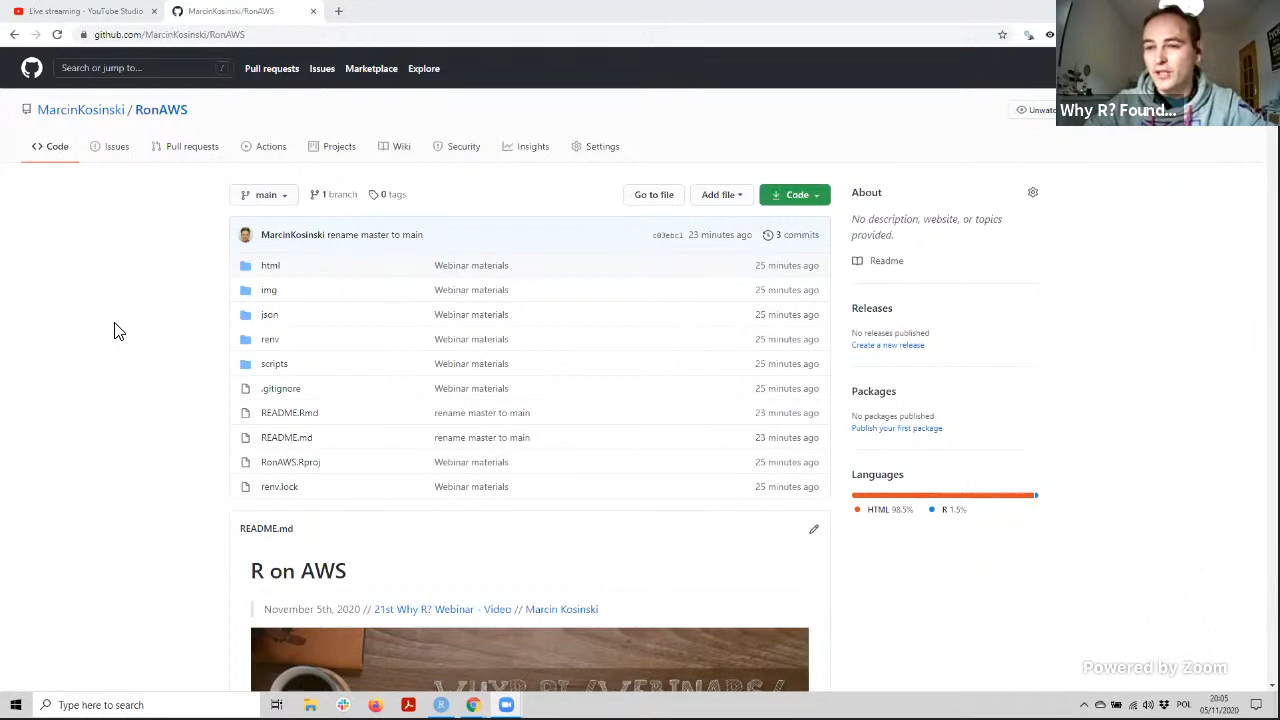 Live streaming - YouTube Studio
MarcinKosinski/RonAWS
github.com/MarcinKosinski/RonAWS
Search or jump to...
/
Pull requests
Issues
Marketplace
Explore
Why R? Found...
MarcinKosinski / RonAWS
Unwatc
Code
Issues
Pull requests
Actions
Projects
Wiki
Security
Insights
Settings
main
1 branch
0 tags
Go to file
Add file
Code
About
No description, website, or topics
provided.
Readme
MarcinKosinski rename master to main
c03ebc1 23 minutes ago
3 commits
html Webinar materials 25 minutes ago
img Webinar materials 25 minutes ago
json Webinar materials 25 minutes ago
renv Webinar materials 25 minutes ago
scripts Webinar materials 25 minutes ago
.gitignore Webinar materials 25 minutes ago
README.Rmd rename master to main 23 minutes ago
README.md rename master to main 23 minutes ago
RonAWS.Rproj Webinar materials 25 minutes ago
renv.lock Webinar materials 25 minutes ago
Releases
No releases published
Create a new release
Packages
No packages published
Publish your first package
Languages
HTML 98.5%
R 1.5%
README.md
R on AWS
November 5th, 2020 // 21st Why R? Webinar - Video // Marcin Kosinski
WHYR.PL/WEBINARS/
Powered by Zoom
Type here to search
POL
20:05
05/11/2020